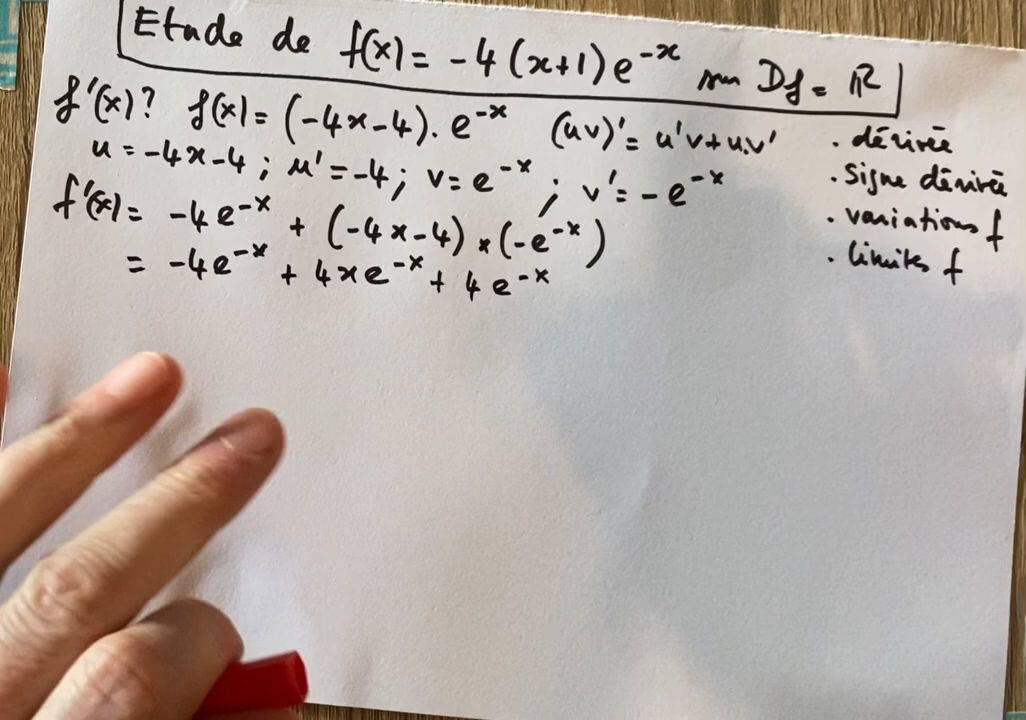 Etude de f(x) = -4(x+1)e^{-x} sur Df = ℝ
f'(x)? f(x) = (-4x-4).e^{-x} (uv)' = u'v+u.v'
u = -4x-4 ; u' = -4 ; v = e^{-x} ; v' = -e^{-x}
f'(x) = -4e^{-x} + (-4x-4) × (-e^{-x})
= -4e^{-x} + 4xe^{-x} + 4e^{-x}
. dérivée
. Signe dérivée
. variations f
. limites f